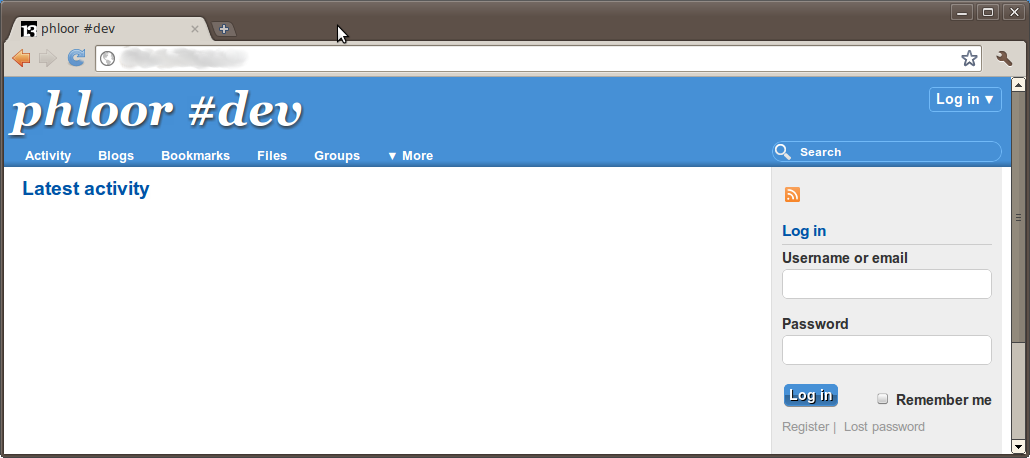 phloor #dev
phloor #dev
Log in ▼
Activity Blogs Bookmarks Files Groups ▼ More
Search
Latest activity
Log in
Username or email
Password
Log in
Remember me
Register | Lost password